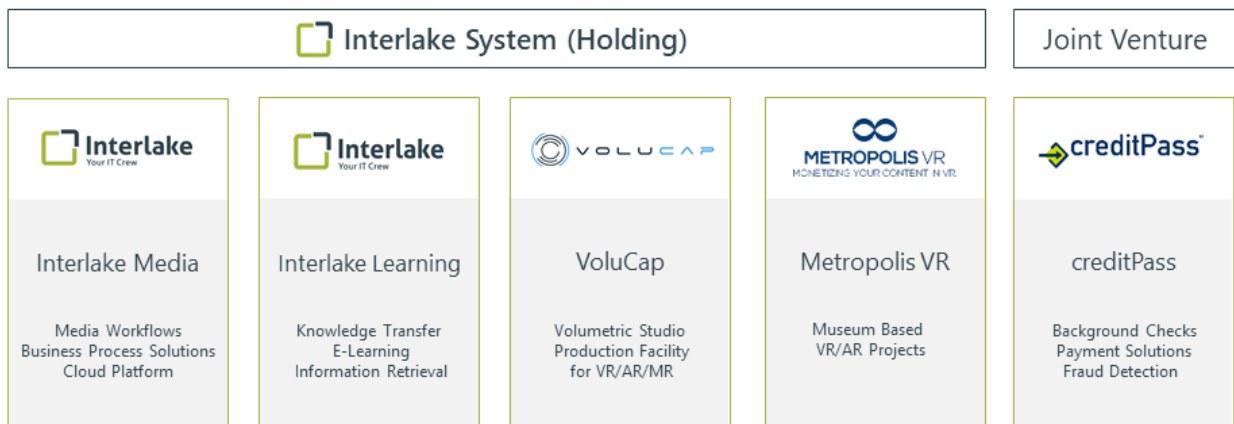 Interlake System (Holding)
Joint Venture
Interlake
Your IT Crew
Interlake
Your IT Crew
VOLUCAP
METROPOLIS VR
MONETIZING YOUR CONTENT IN VR
creditPass
Interlake Media
Interlake Learning
VoluCap
Metropolis VR
creditPass
Media Workflows
Business Process Solutions
Cloud Platform
Knowledge Transfer
E-Learning
Information Retrieval
Volumetric Studio
Production Facility
for VR/AR/MR
Museum Based
VR/AR Projects
Background Checks
Payment Solutions
Fraud Detection